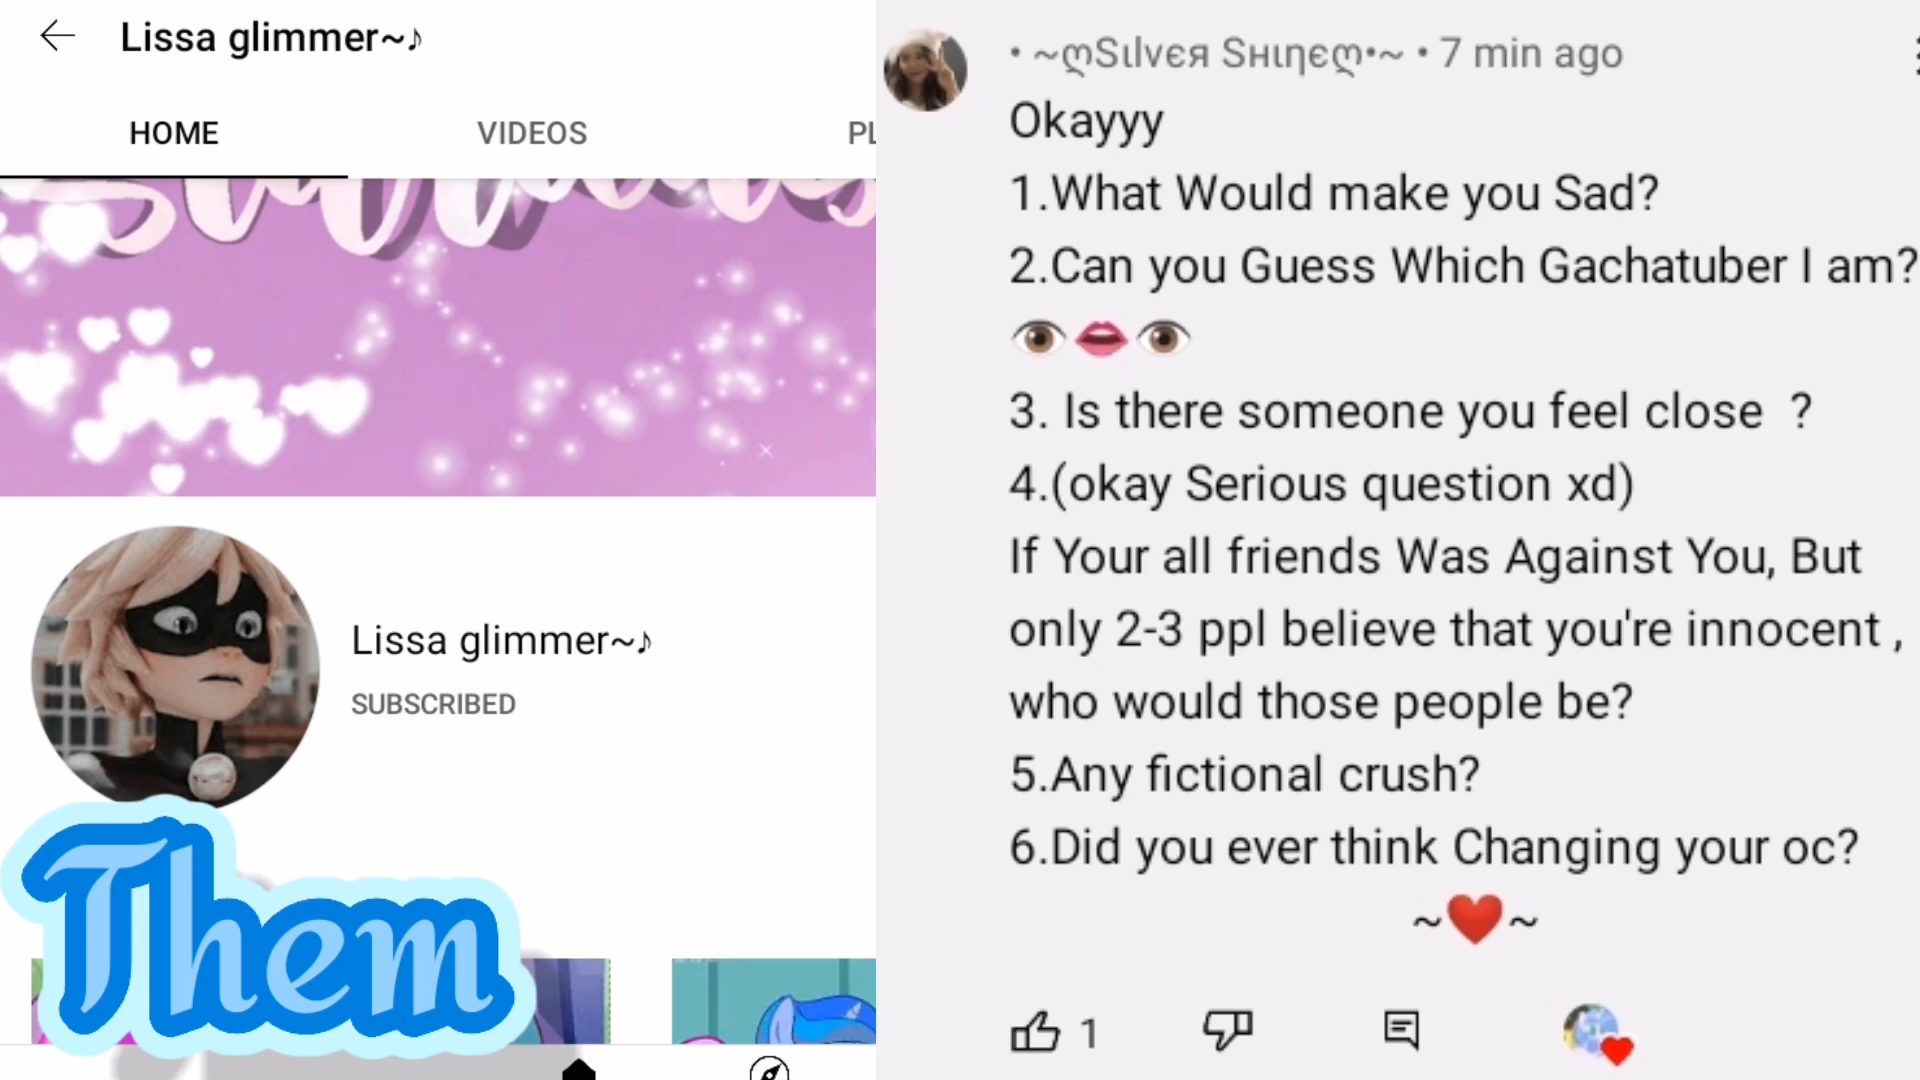 Lissa glimmer~♪
HOME VIDEOS PL
Lissa glimmer~♪
SUBSCRIBED
Them
• ~ღSιlvєя Sнιηєღ•~ • 7 min ago
Okayyy
1.What Would make you Sad?
2.Can you Guess Which Gachatuber I am?
👁️👄👁️
3. Is there someone you feel close  ?
4.(okay Serious question xd)
If Your all friends Was Against You, But
only 2-3 ppl believe that you're innocent ,
who would those people be?
5.Any fictional crush?
6.Did you ever think Changing your oc?
~❤️~
1